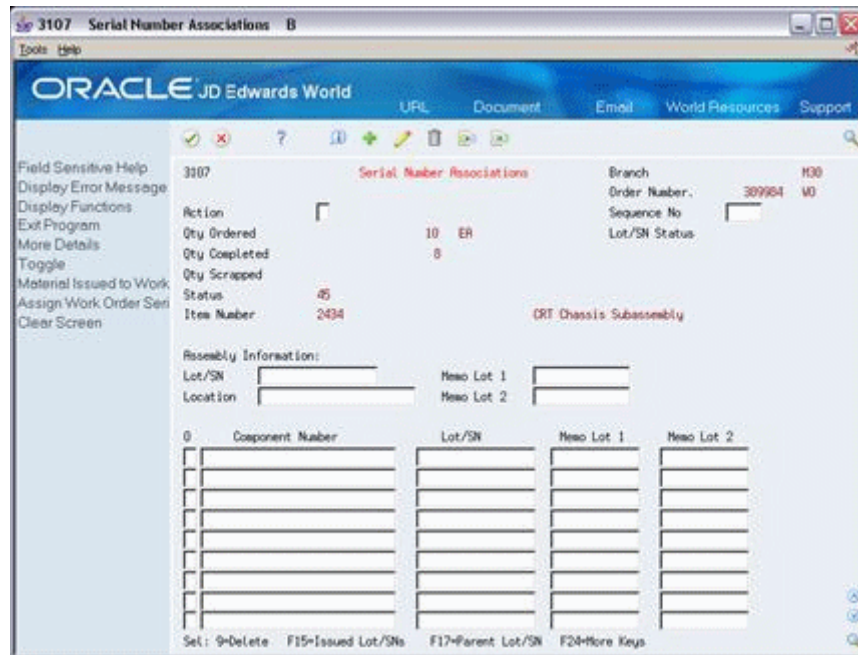 3107 Serial Number Associations B
Tools Help
ORACLE JD Edwards World
URL Document Email World Resources Support
Field Sensitive Help
Display Error Message
Display Functions
Exit Program
More Details
Toggle
Material Issued to Work
Assign Work Order Seri
Clear Screen
3107 Serial Number Associations Branch M30
Order Number. 389984 WO
Action Sequence No
Qty Ordered 10 EA Lot/SN Status
Qty Completed 8
Qty Scrapped
Status 45
Item Number 2434 CRT Chassis Subassembly
Assembly Information:
Lot/SN Memo Lot 1
Location Memo Lot 2
O Component Number Lot/SN Memo Lot 1 Memo Lot 2
Sel: 9=Delete F15=Issued Lot/SNs F17=Parent Lot/SN F24=More Keys